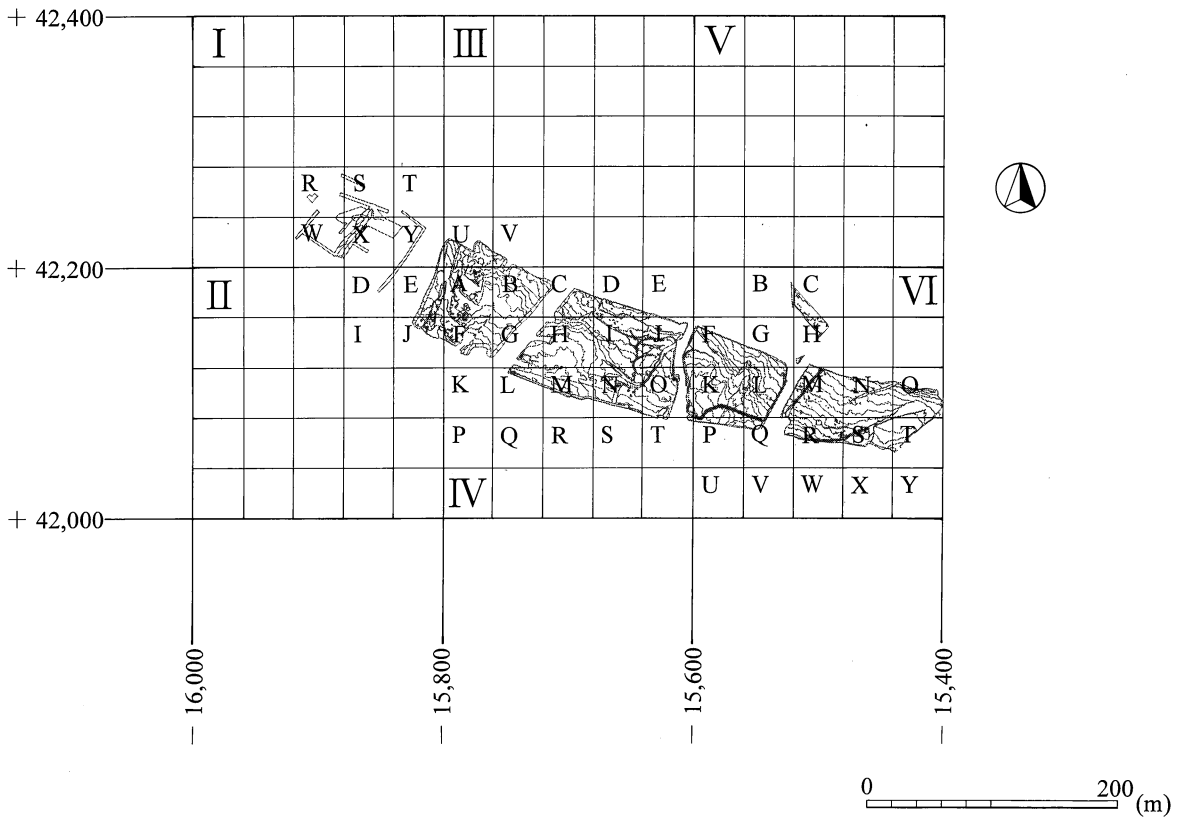 + 42,400
I III V
R S T
W X Y U V
+ 42,200
II D E A B C D E B C VI
I J F G H I J F G H
K L M N O K L M N O
P Q R S T P Q R S T
IV U V W X Y
+ 42,000
— 16,000
— 15,800
— 15,600
— 15,400
0 200 (m)